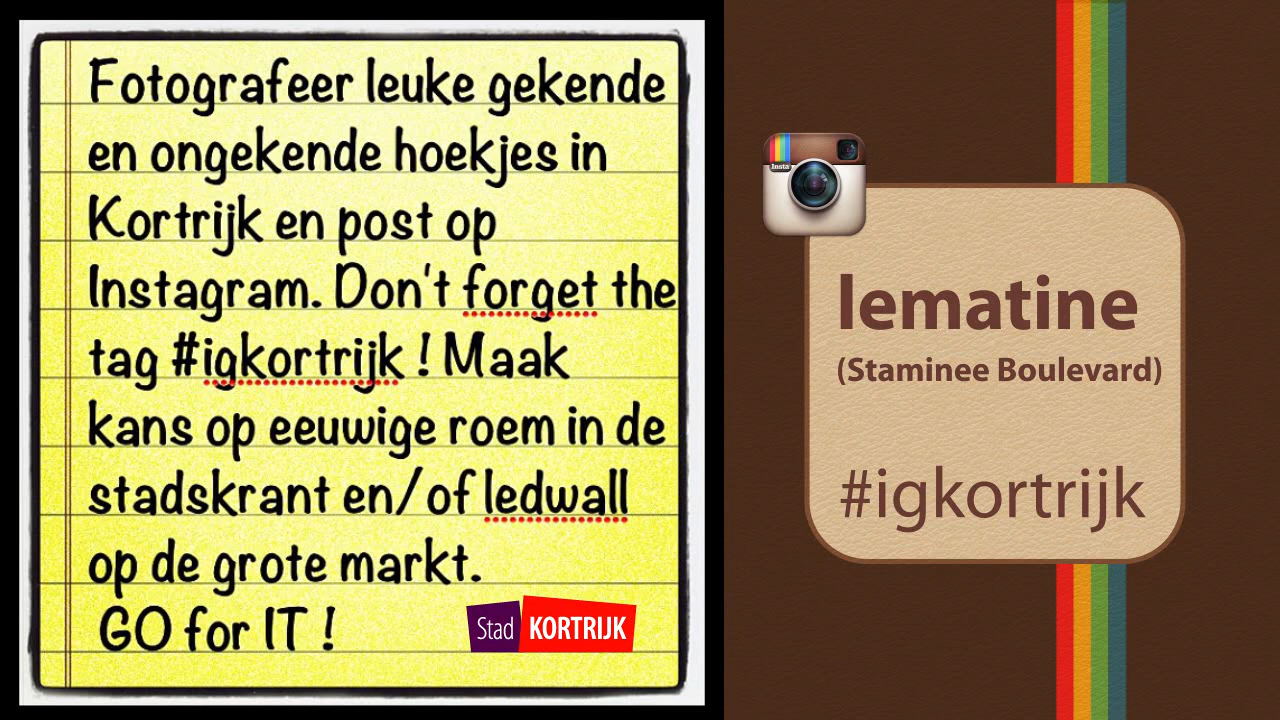 Fotografeer leuke gekende
en ongekende hoekjes in
Kortrijk en post op
Instagram. Don't forget the
tag #igkortrijk ! Maak
kans op eeuwige roem in de
stadskrant en/of ledwall
op de grote markt.
GO for IT !
Stad KORTRIJK
Insta
lematine
(Staminee Boulevard)
#igkortrijk